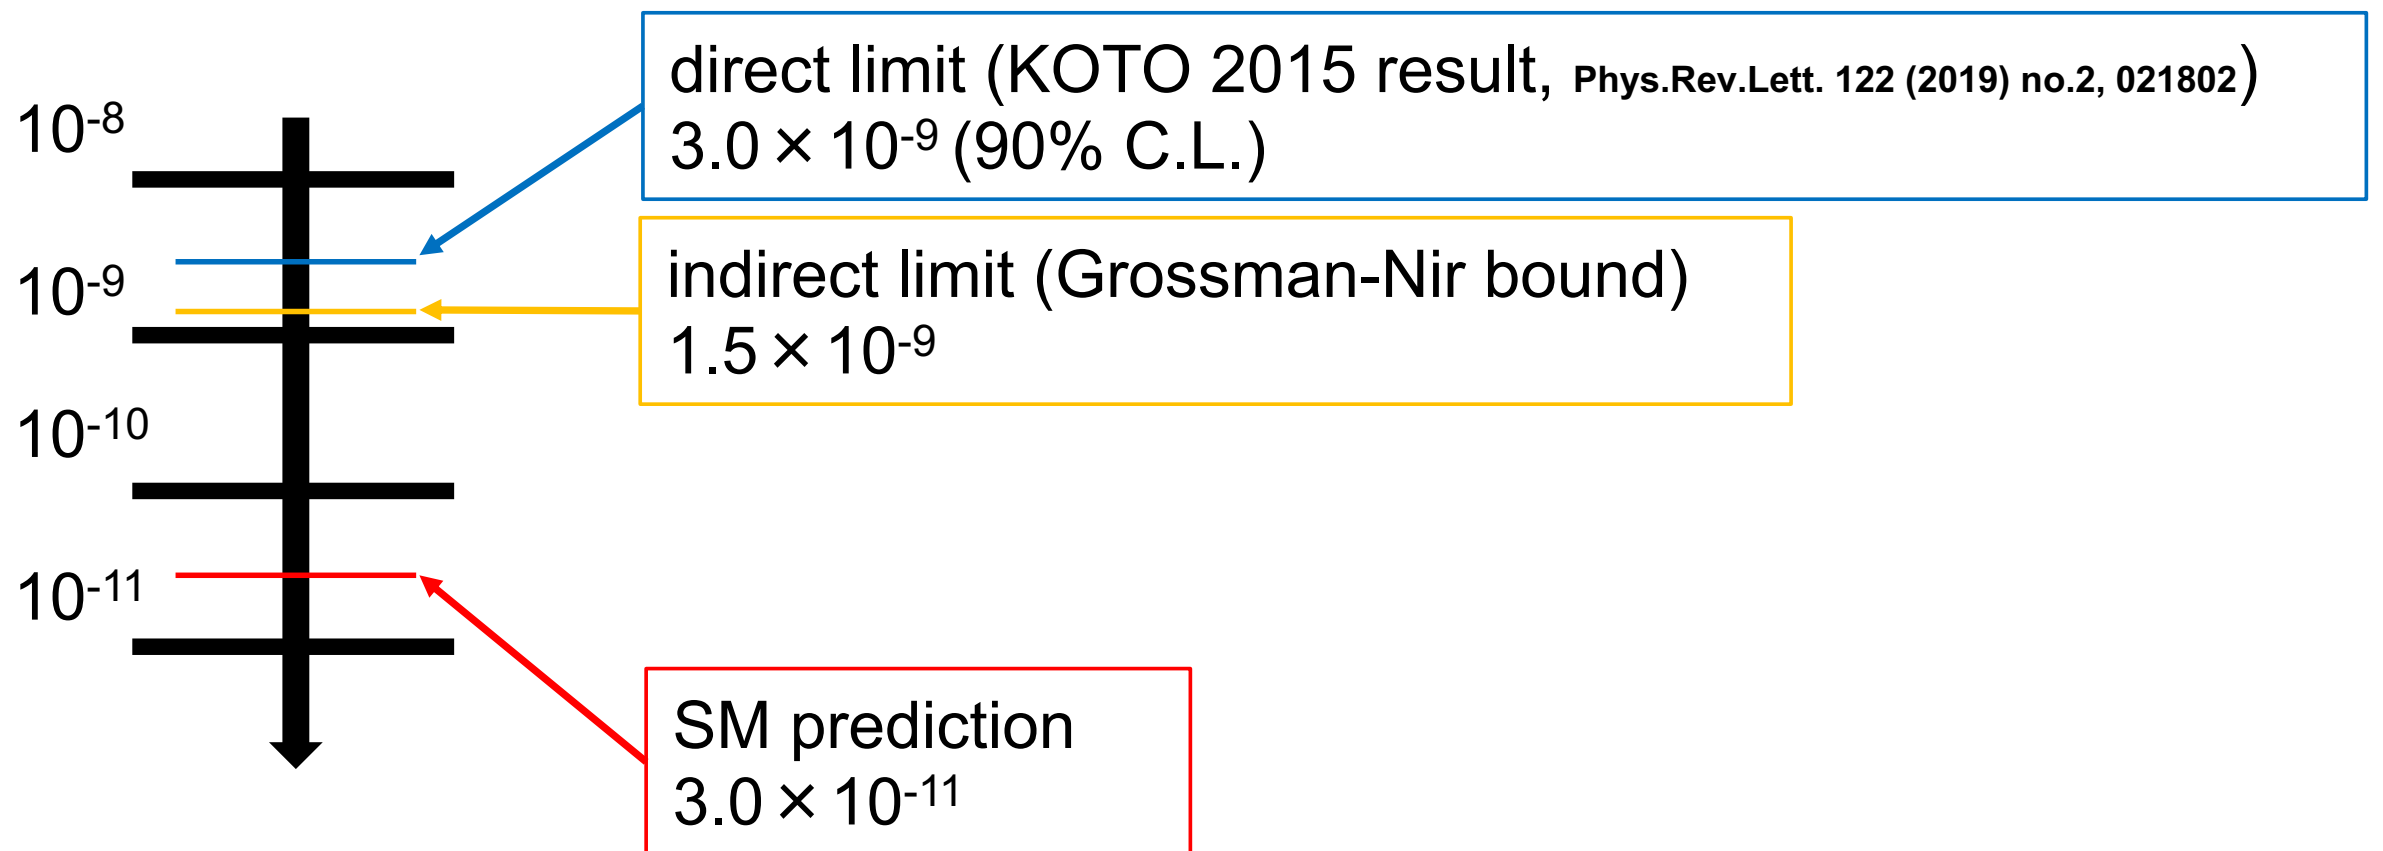 direct limit (KOTO 2015 result, Phys.Rev.Lett. 122 (2019) no.2, 021802)
3.0 × 10⁻⁹ (90% C.L.)
10⁻⁸
indirect limit (Grossman-Nir bound)
1.5 × 10⁻⁹
10⁻⁹
10⁻¹⁰
10⁻¹¹
SM prediction
3.0 × 10⁻¹¹